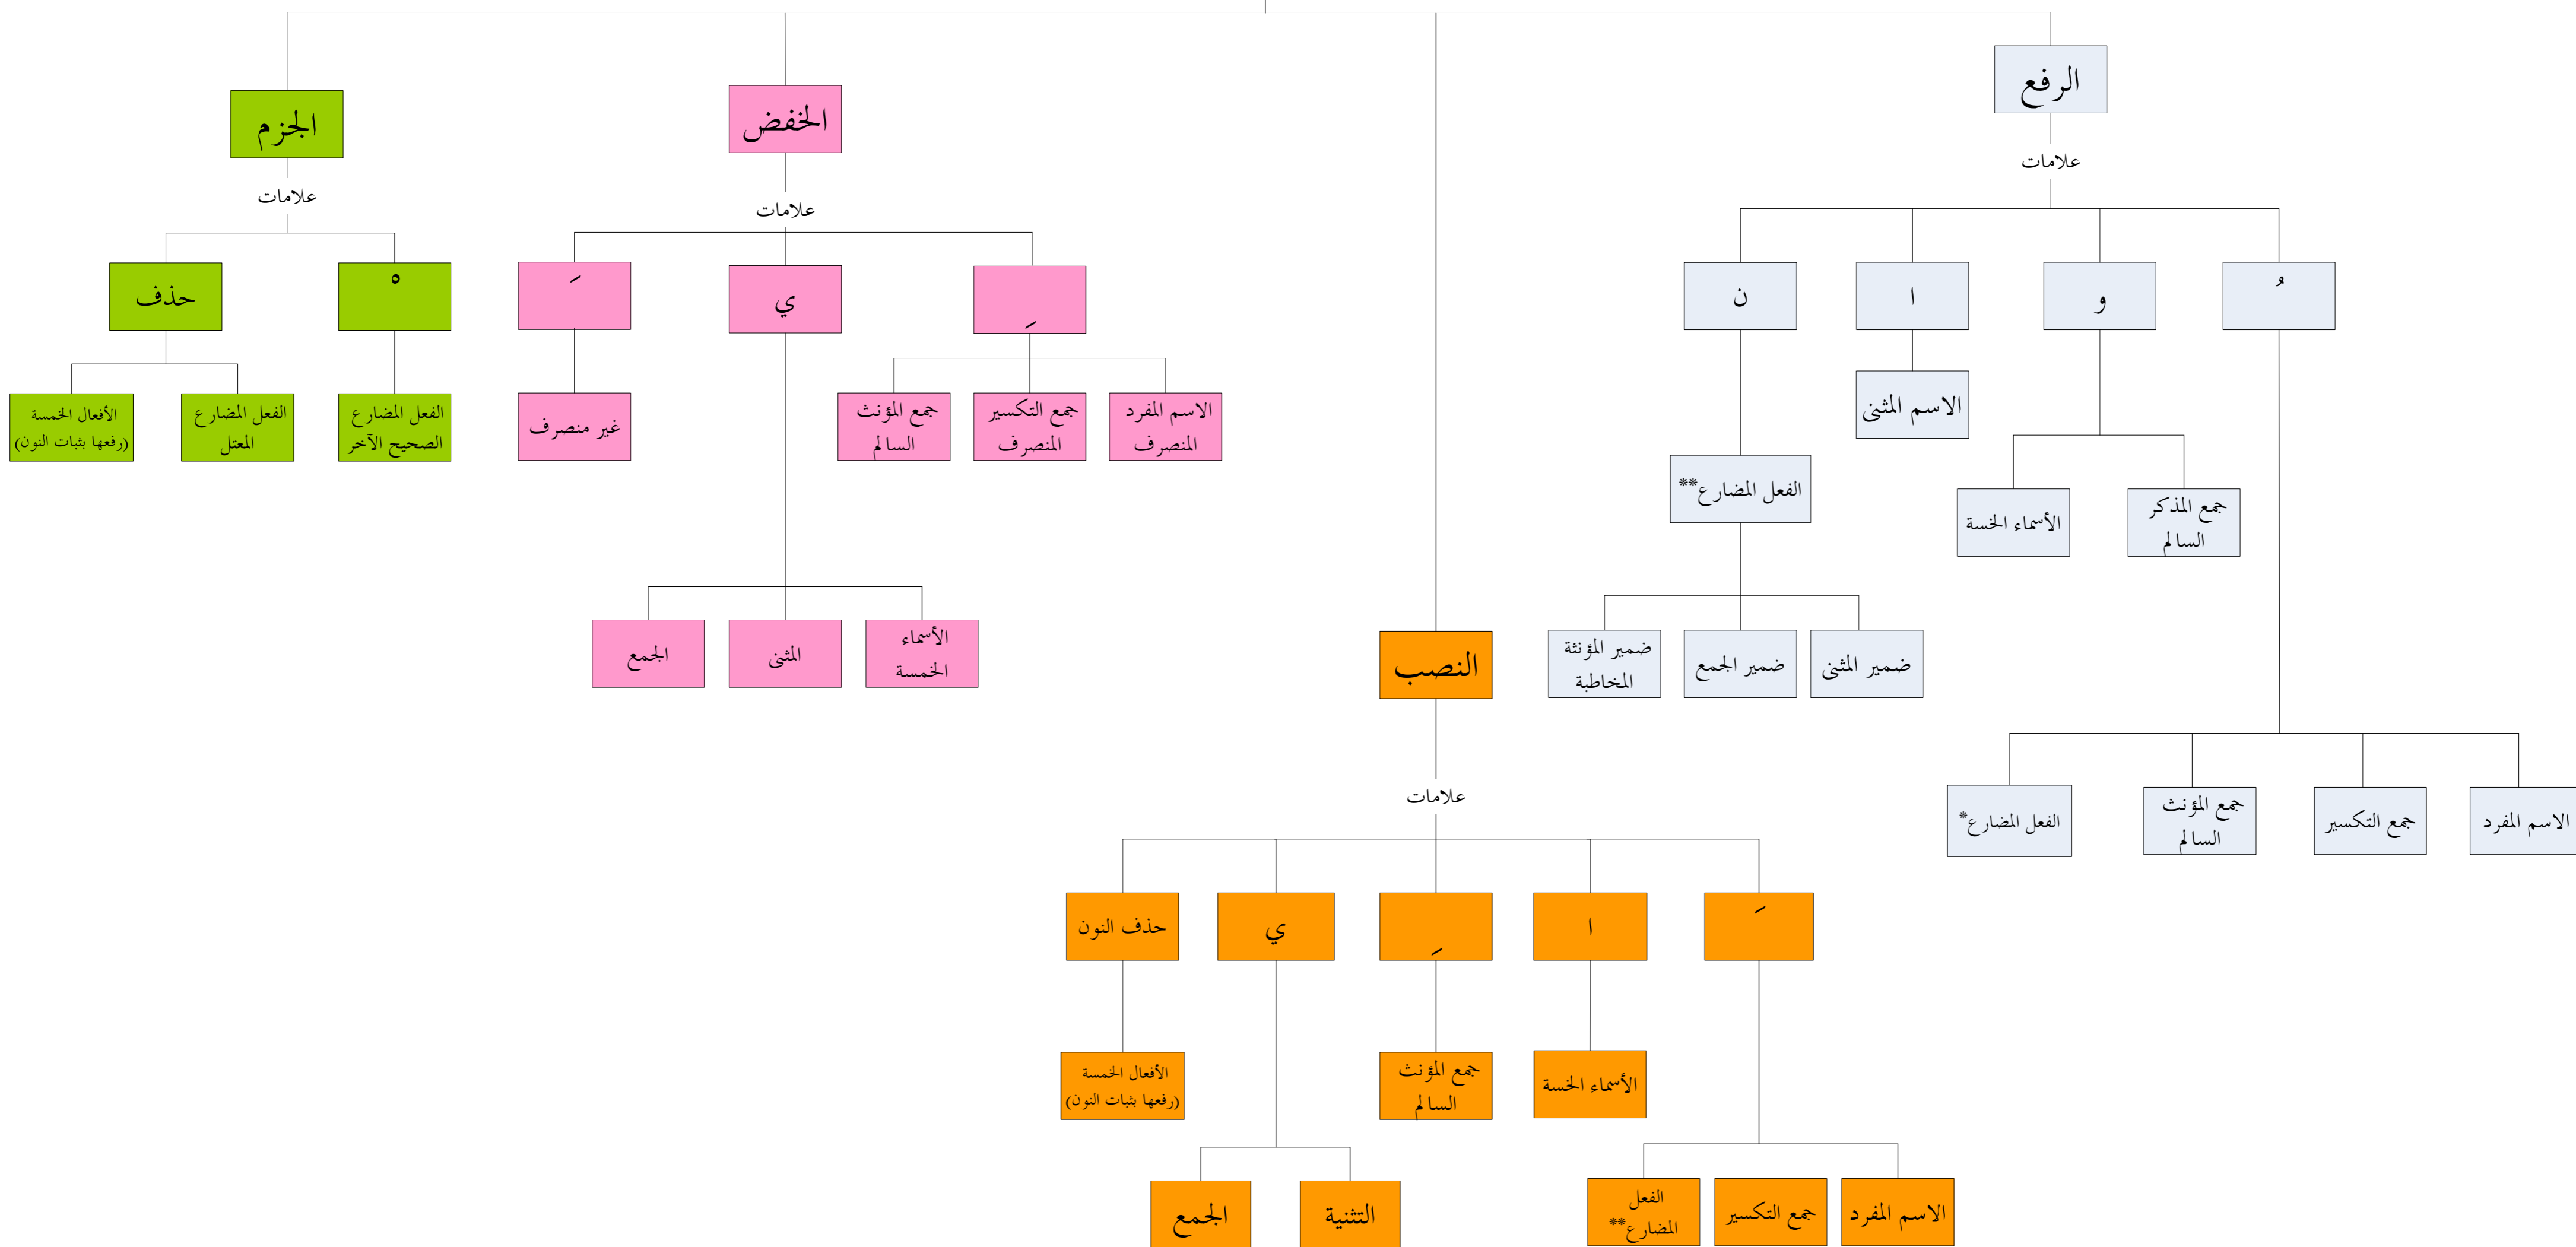 الرفع
علامات
ُ
و
ا
ن
الاسم المثنى
الفعل المضارع**
جمع المذكر
السالم
الأسماء الخسة
ضمير المثنى
ضمير الجمع
ضمير المؤنثة
المخاطبة
الاسم المفرد
جمع التكسير
جمع المؤنث
السالم
الفعل المضارع*
النصب
علامات
َ
ا
ِ
ي
حذف النون
الأسماء الخسة
جمع المؤنث
السالم
الأفعال الخمسة
(رفعها بثبات النون)
الاسم المفرد
جمع التكسير
الفعل
المضارع**
التثنية
الجمع
الخفض
علامات
ِ
ي
َ
الاسم المفرد
المنصرف
جمع التكسير
المنصرف
جمع المؤنث
السالم
غير منصرف
الأسماء
الخمسة
المثنى
الجمع
الجزم
علامات
ْ
حذف
الفعل المضارع
الصحيح الآخر
الفعل المضارع
المعتل
الأفعال الخمسة
(رفعها بثبات النون)